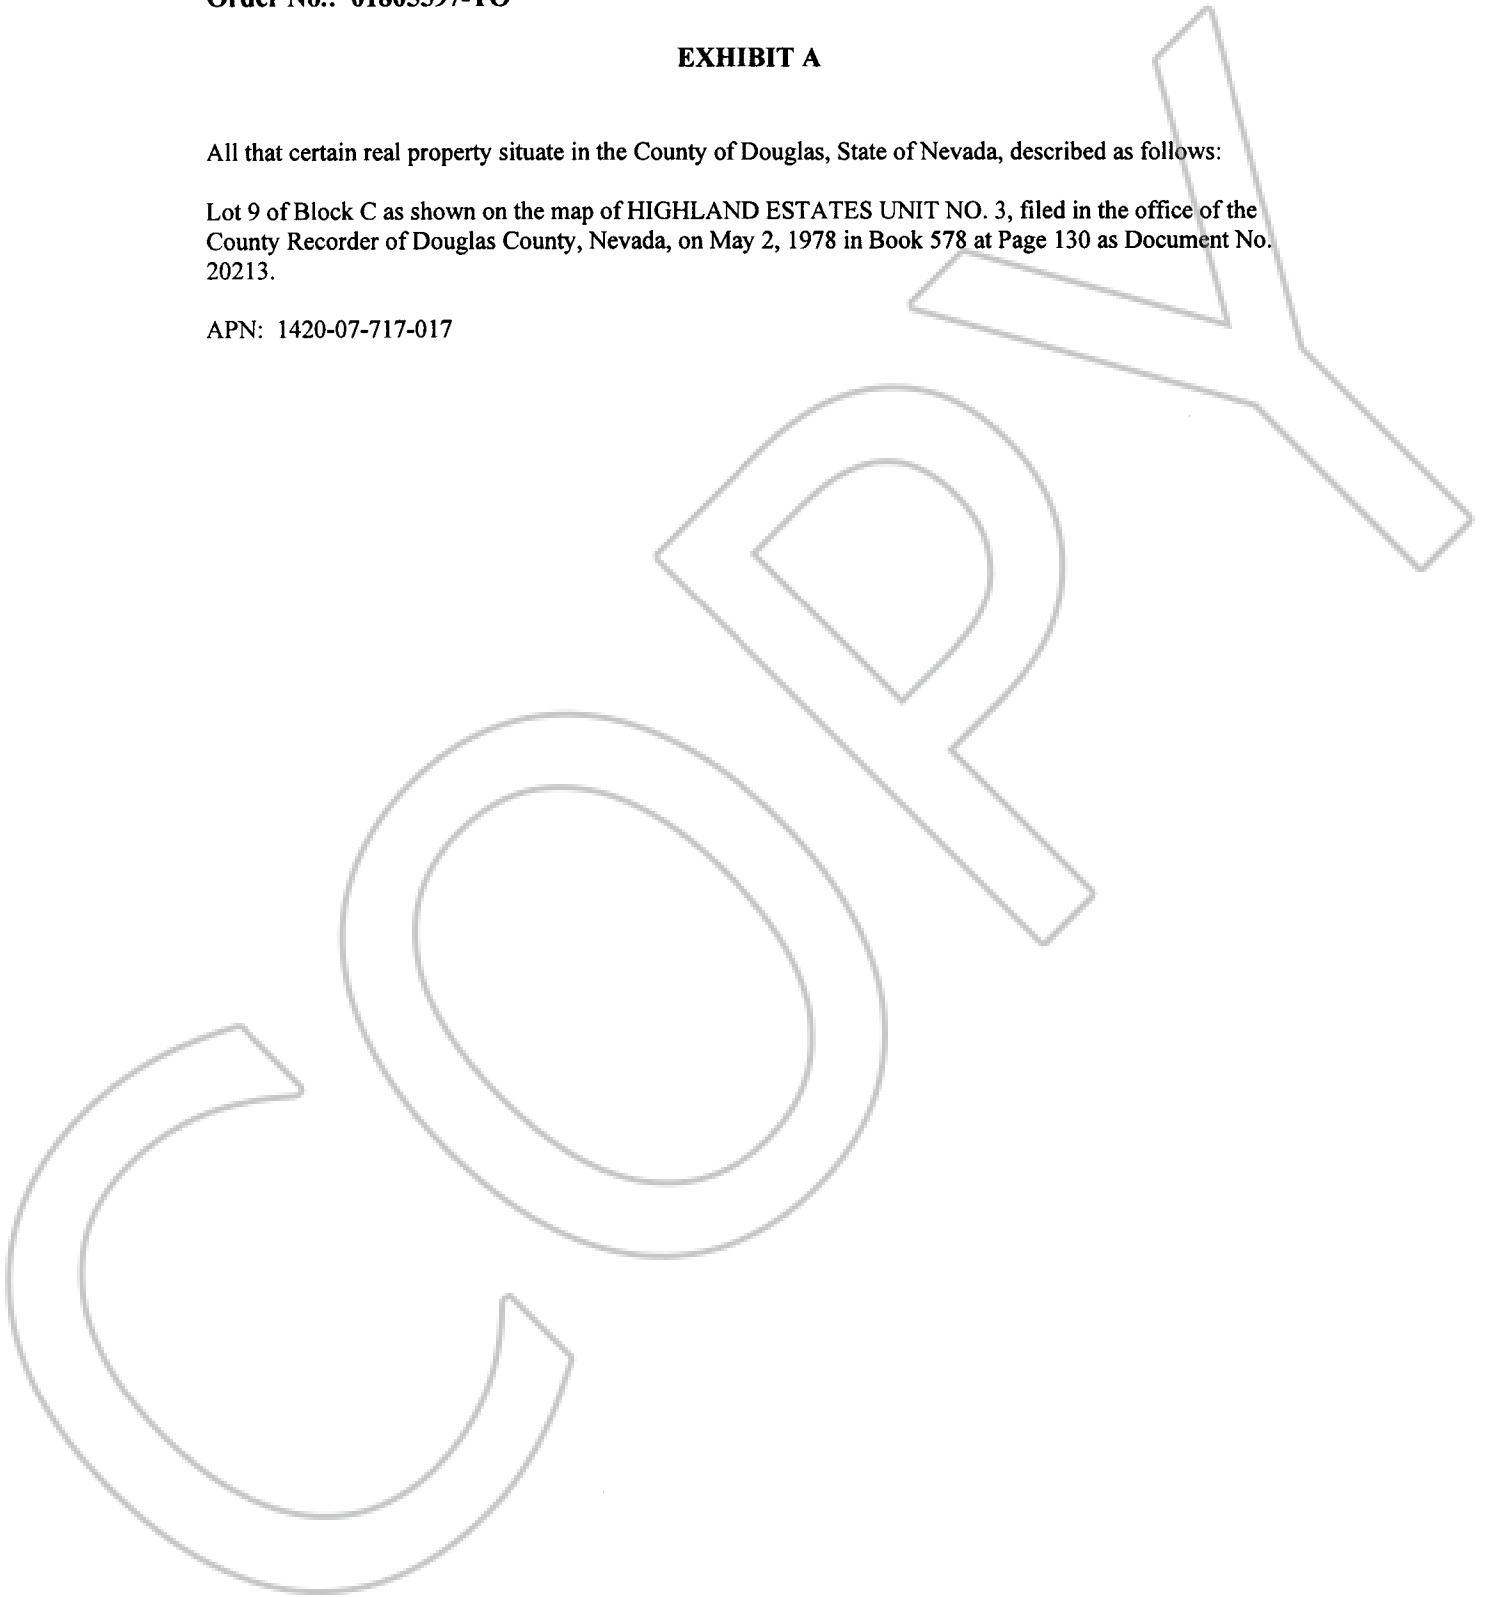 Order No.:
EXHIBIT A
All that certain real property situate in the County of Douglas, State of Nevada, described as follows:
Lot 9 of Block C as shown on the map of HIGHLAND ESTATES UNIT NO. 3, filed in the office of the
County Recorder of Douglas County, Nevada, on May 2, 1978 in Book 578 at Page 130 as Document No.
20213.
APN: 1420-07-717-017
COPY